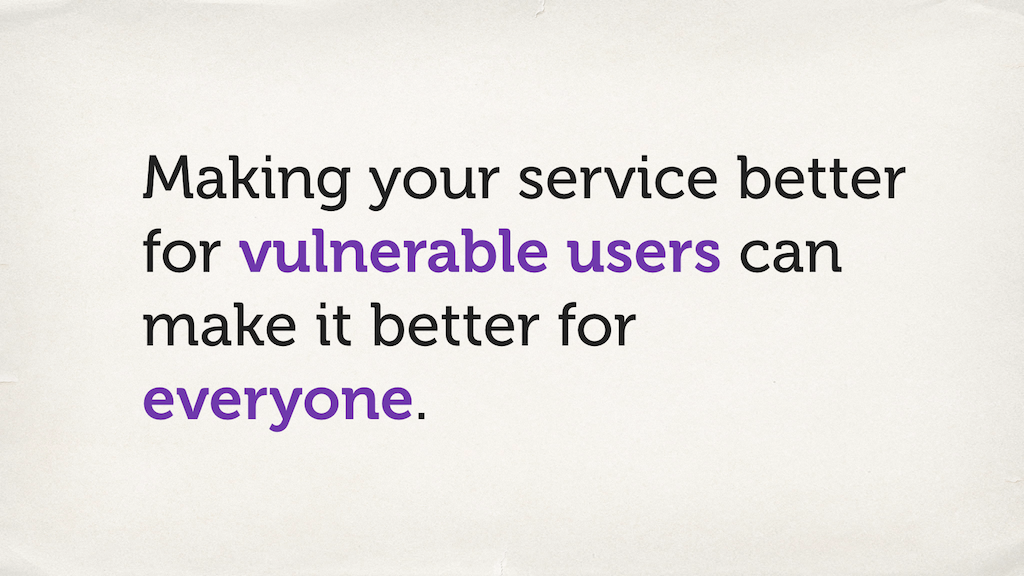 Making your service better
for vulnerable users can
make it better for
everyone.